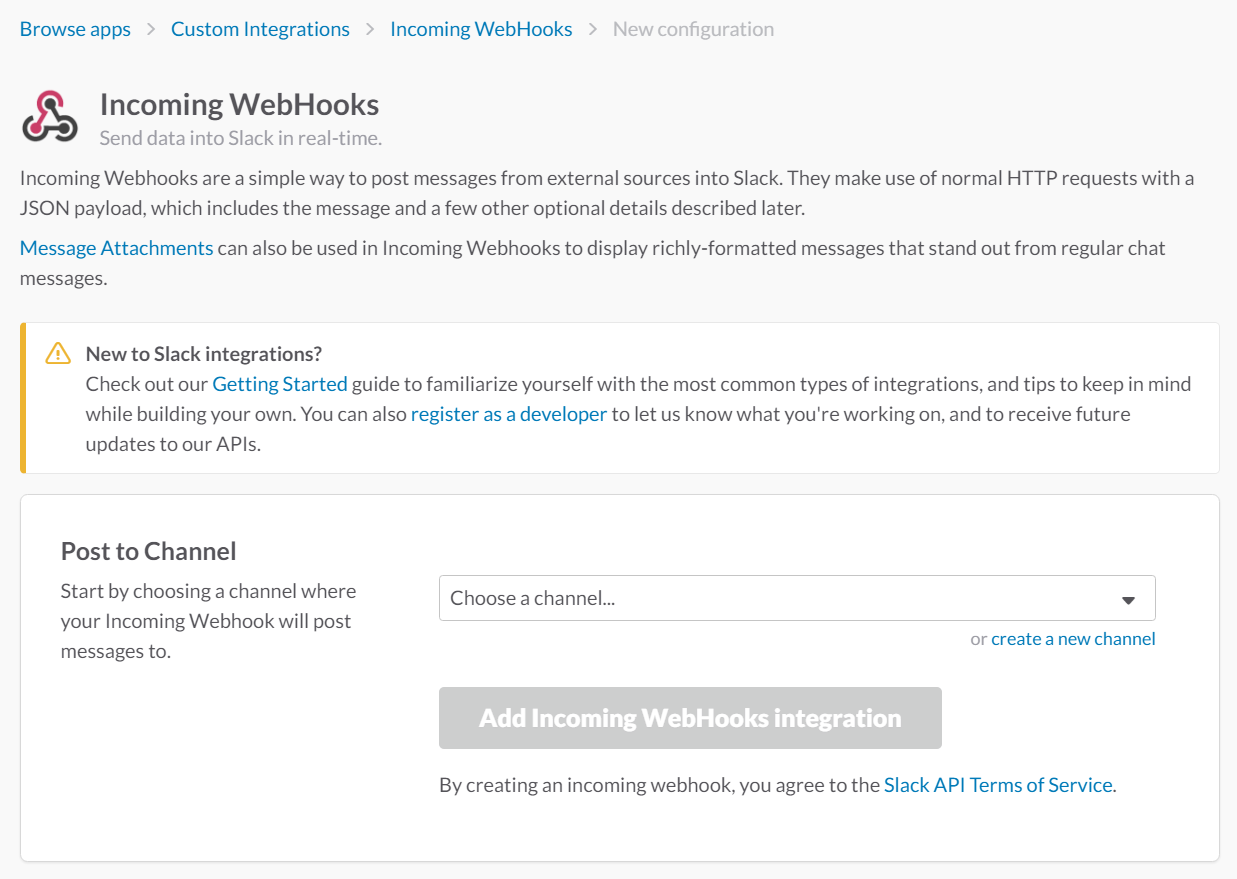 Browse apps > Custom Integrations > Incoming WebHooks > New configuration
Incoming WebHooks
Send data into Slack in real-time.
Incoming Webhooks are a simple way to post messages from external sources into Slack. They make use of normal HTTP requests with a
JSON payload, which includes the message and a few other optional details described later.
Message Attachments can also be used in Incoming Webhooks to display richly-formatted messages that stand out from regular chat
messages.
New to Slack integrations?
Check out our Getting Started guide to familiarize yourself with the most common types of integrations, and tips to keep in mind
while building your own. You can also register as a developer to let us know what you're working on, and to receive future
updates to our APIs.
Post to Channel
Start by choosing a channel where
your Incoming Webhook will post
messages to.
Choose a channel...
or create a new channel
Add Incoming WebHooks integration
By creating an incoming webhook, you agree to the Slack API Terms of Service.